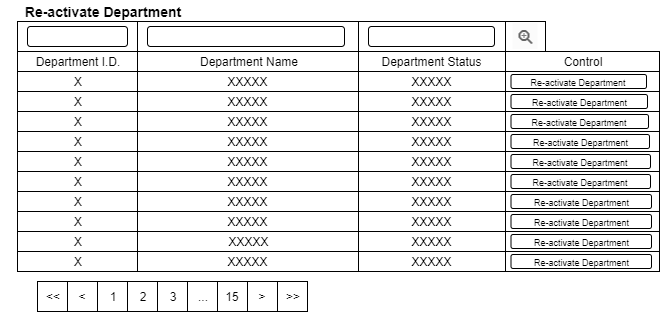 Re-activate Department
Department I.D. Department Name Department Status Control
X XXXXX XXXXX Re-activate Department
X XXXXX XXXXX Re-activate Department
X XXXXX XXXXX Re-activate Department
X XXXXX XXXXX Re-activate Department
X XXXXX XXXXX Re-activate Department
X XXXXX XXXXX Re-activate Department
X XXXXX XXXXX Re-activate Department
X XXXXX XXXXX Re-activate Department
X XXXXX XXXXX Re-activate Department
X XXXXX XXXXX Re-activate Department
<< < 1 2 3 ... 15 > >>